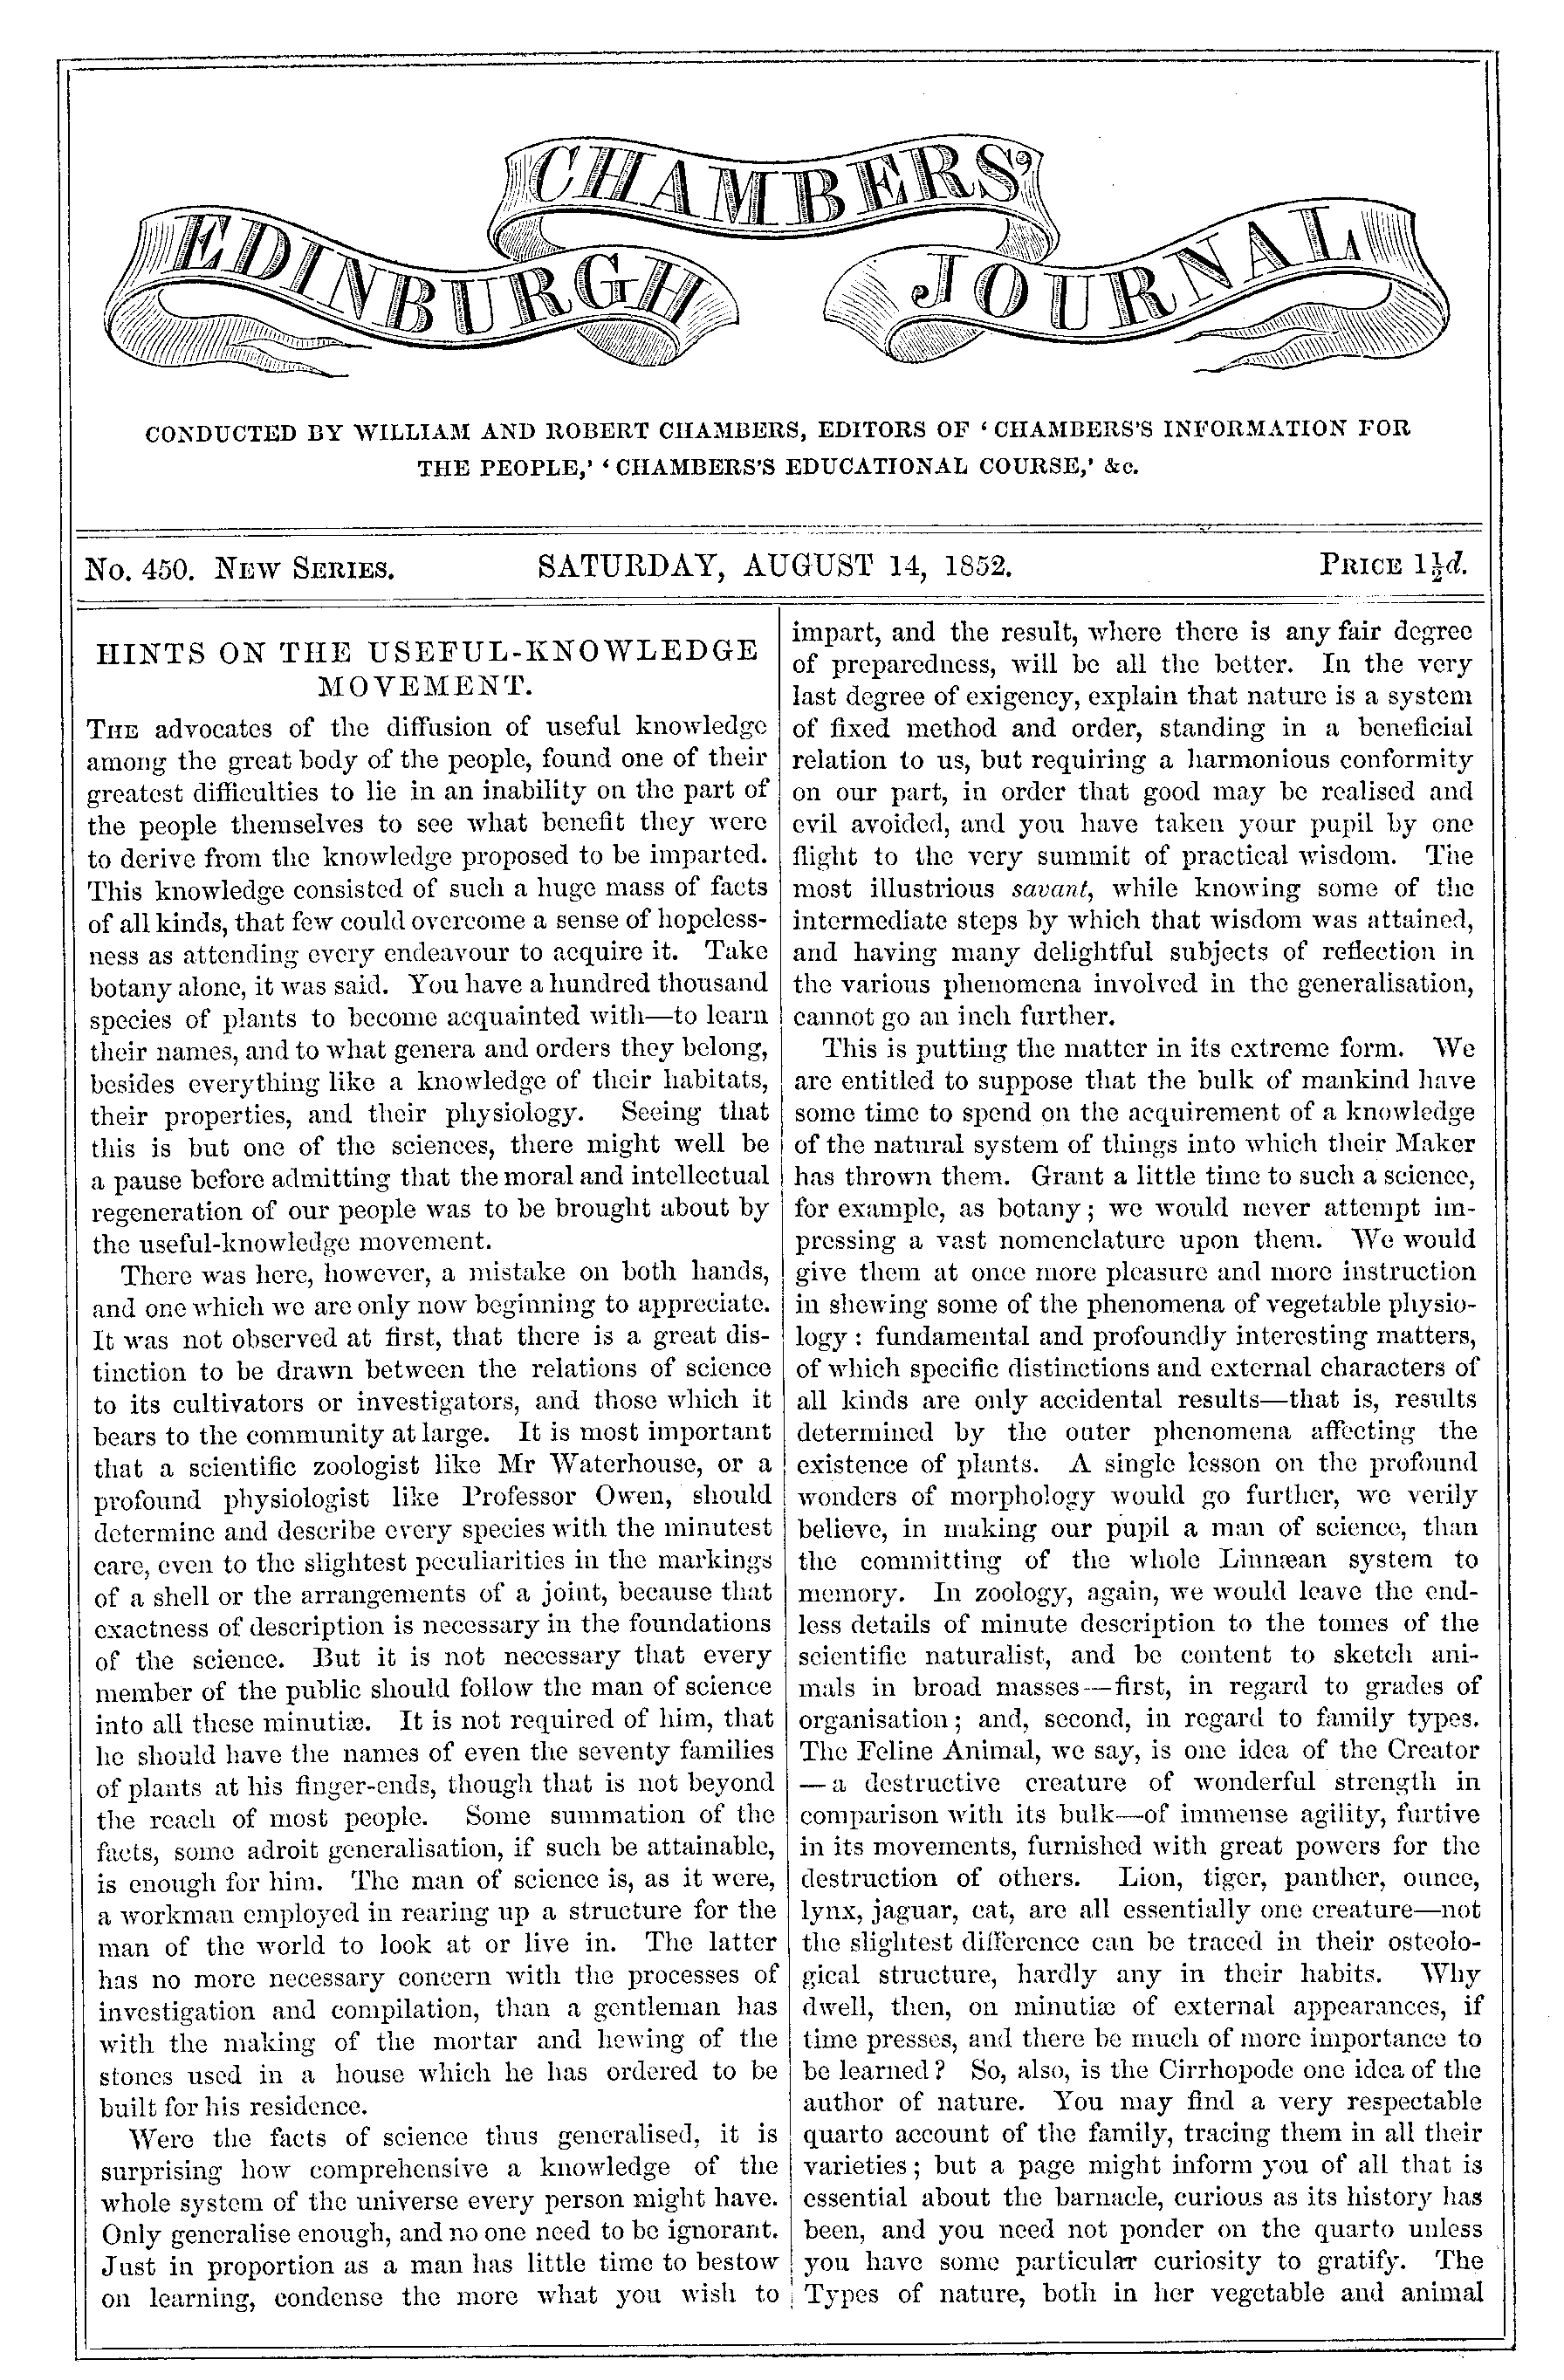 CHAMBERS'
EDINBURGH JOURNAL
CONDUCTED BY WILLIAM AND ROBERT CHAMBERS, EDITORS OF ‘CHAMBERS'S INFORMATION FOR
THE PEOPLE,’ ‘CHAMBERS'S EDUCATIONAL COURSE,’ &c.
No. 450. NEW SERIES. SATURDAY, AUGUST 14, 1852. PRICE 1½d.
HINTS ON THE USEFUL-KNOWLEDGE
MOVEMENT.
THE advocates of the diffusion of useful knowledge
among the great body of the people, found one of their
greatest difficulties to lie in an inability on the part of
the people themselves to see what benefit they were
to derive from the knowledge proposed to be imparted.
This knowledge consisted of such a huge mass of facts
of all kinds, that few could overcome a sense of hopeless-
ness as attending every endeavour to acquire it. Take
botany alone, it was said. You have a hundred thousand
species of plants to become acquainted with—to learn
their names, and to what genera and orders they belong,
besides everything like a knowledge of their habitats,
their properties, and their physiology. Seeing that
this is but one of the sciences, there might well be
a pause before admitting that the moral and intellectual
regeneration of our people was to be brought about by
the useful-knowledge movement.
There was here, however, a mistake on both hands,
and one which we are only now beginning to appreciate.
It was not observed at first, that there is a great dis-
tinction to be drawn between the relations of science
to its cultivators or investigators, and those which it
bears to the community at large. It is most important
that a scientific zoologist like Mr Waterhouse, or a
profound physiologist like Professor Owen, should
determine and describe every species with the minutest
care, even to the slightest peculiarities in the markings
of a shell or the arrangements of a joint, because that
exactness of description is necessary in the foundations
of the science. But it is not necessary that every
member of the public should follow the man of science
into all these minutiæ. It is not required of him, that
he should have the names of even the seventy families
of plants at his finger-ends, though that is not beyond
the reach of most people. Some summation of the
facts, some adroit generalisation, if such be attainable,
is enough for him. The man of science is, as it were,
a workman employed in rearing up a structure for the
man of the world to look at or live in. The latter
has no more necessary concern with the processes of
investigation and compilation, than a gentleman has
with the making of the mortar and hewing of the
stones used in a house which he has ordered to be
built for his residence.
Were the facts of science thus generalised, it is
surprising how comprehensive a knowledge of the
whole system of the universe every person might have.
Only generalise enough, and no one need to be ignorant.
Just in proportion as a man has little time to bestow
on learning, condense the more what you wish to
impart, and the result, where there is any fair degree
of preparedness, will be all the better. In the very
last degree of exigency, explain that nature is a system
of fixed method and order, standing in a beneficial
relation to us, but requiring a harmonious conformity
on our part, in order that good may be realised and
evil avoided, and you have taken your pupil by one
flight to the very summit of practical wisdom. The
most illustrious savant, while knowing some of the
intermediate steps by which that wisdom was attained,
and having many delightful subjects of reflection in
the various phenomena involved in the generalisation,
cannot go an inch further.
This is putting the matter in its extreme form. We
are entitled to suppose that the bulk of mankind have
some time to spend on the acquirement of a knowledge
of the natural system of things into which their Maker
has thrown them. Grant a little time to such a science,
for example, as botany; we would never attempt im-
pressing a vast nomenclature upon them. We would
give them at once more pleasure and more instruction
in shewing some of the phenomena of vegetable physio-
logy: fundamental and profoundly interesting matters,
of which specific distinctions and external characters of
all kinds are only accidental results—that is, results
determined by the outer phenomena affecting the
existence of plants. A single lesson on the profound
wonders of morphology would go further, we verily
believe, in making our pupil a man of science, than
the committing of the whole Linnæan system to
memory. In zoology, again, we would leave the end-
less details of minute description to the tomes of the
scientific naturalist, and be content to sketch ani-
mals in broad masses—first, in regard to grades of
organisation; and, second, in regard to family types.
The Feline Animal, we say, is one idea of the Creator
—a destructive creature of wonderful strength in
comparison with its bulk—of immense agility, furtive
in its movements, furnished with great powers for the
destruction of others. Lion, tiger, panther, ounce,
lynx, jaguar, cat, are all essentially one creature—not
the slightest difference can be traced in their osteolo-
gical structure, hardly any in their habits. Why
dwell, then, on minutiæ of external appearances, if
time presses, and there be much of more importance to
be learned? So, also, is the Cirrhopode one idea of the
author of nature. You may find a very respectable
quarto account of the family, tracing them in all their
varieties; but a page might inform you of all that is
essential about the barnacle, curious as its history has
been, and you need not ponder on the quarto unless
you have some particular curiosity to gratify. The
Types of nature, both in her vegetable and animal